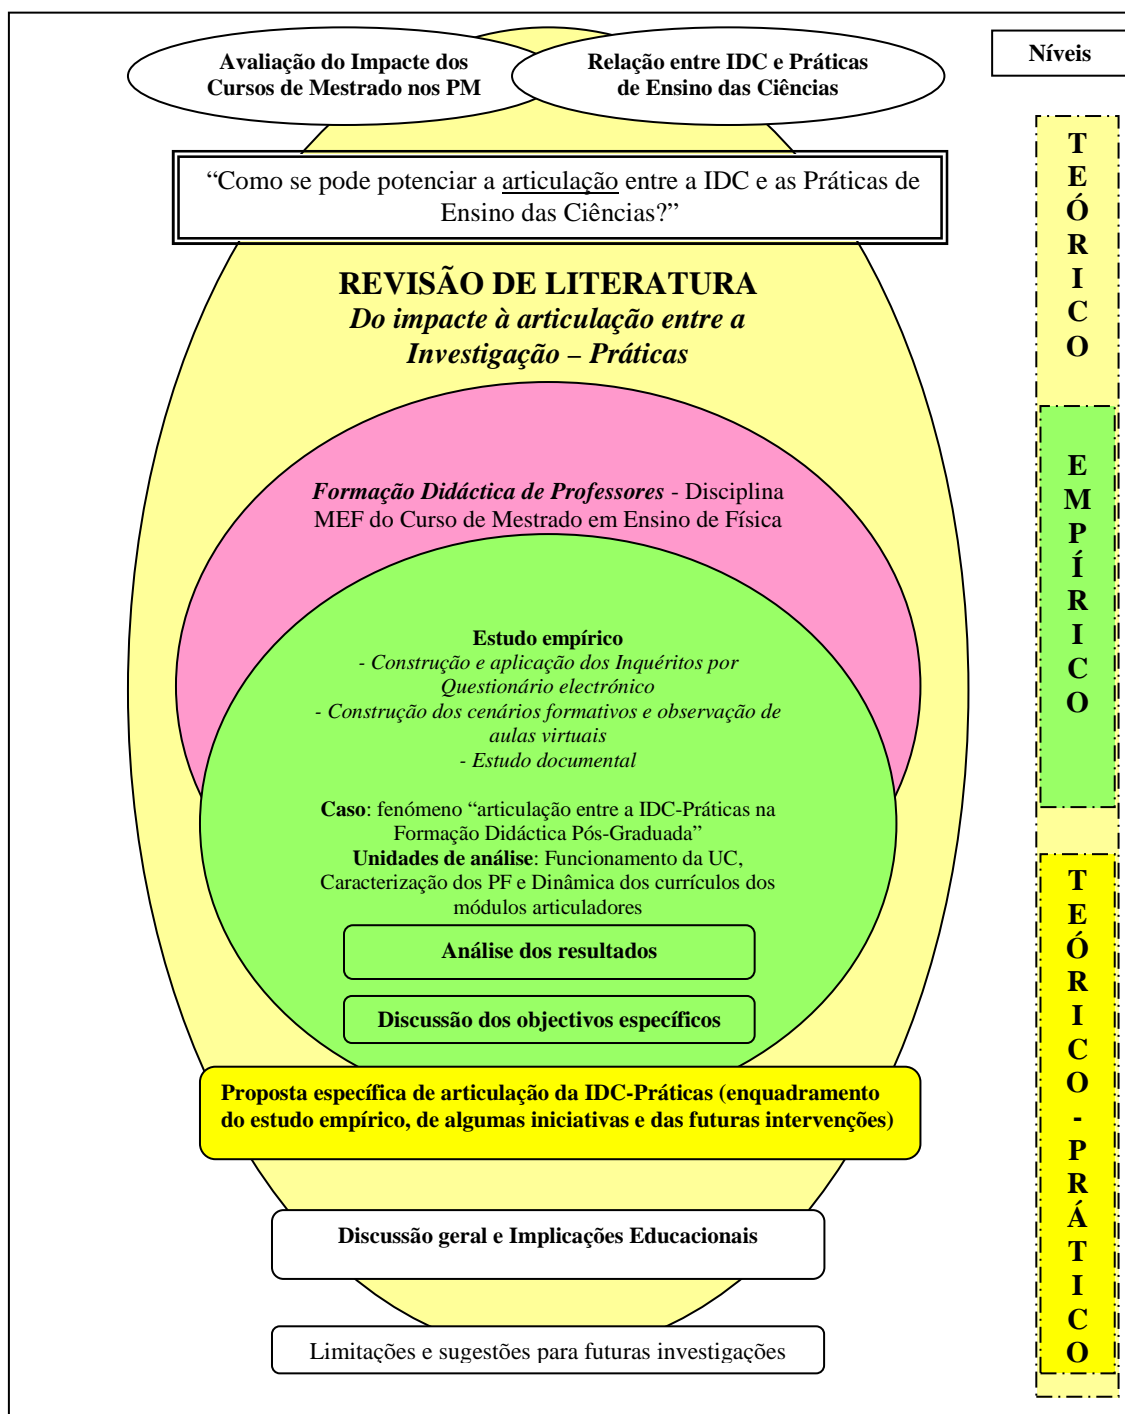 Avaliação do Impacte dos
Cursos de Mestrado nos PM
Relação entre IDC e Práticas
de Ensino das Ciências
Níveis
“Como se pode potenciar a articulação entre a IDC e as Práticas de
Ensino das Ciências?”
REVISÃO DE LITERATURA
Do impacte à articulação entre a
Investigação – Práticas
Formação Didáctica de Professores - Disciplina
MEF do Curso de Mestrado em Ensino de Física
Estudo empírico
- Construção e aplicação dos Inquéritos por
Questionário electrónico
- Construção dos cenários formativos e observação de
aulas virtuais
- Estudo documental
Caso: fenómeno “articulação entre a IDC-Práticas na
Formação Didáctica Pós-Graduada”
Unidades de análise: Funcionamento da UC,
Caracterização dos PF e Dinâmica dos currículos dos
módulos articuladores
Análise dos resultados
Discussão dos objectivos específicos
Proposta específica de articulação da IDC-Práticas (enquadramento
do estudo empírico, de algumas iniciativas e das futuras intervenções)
Discussão geral e Implicações Educacionais
Limitações e sugestões para futuras investigações
TEÓRICO
EMPÍRICO
TEÓRICO-PRÁTICO